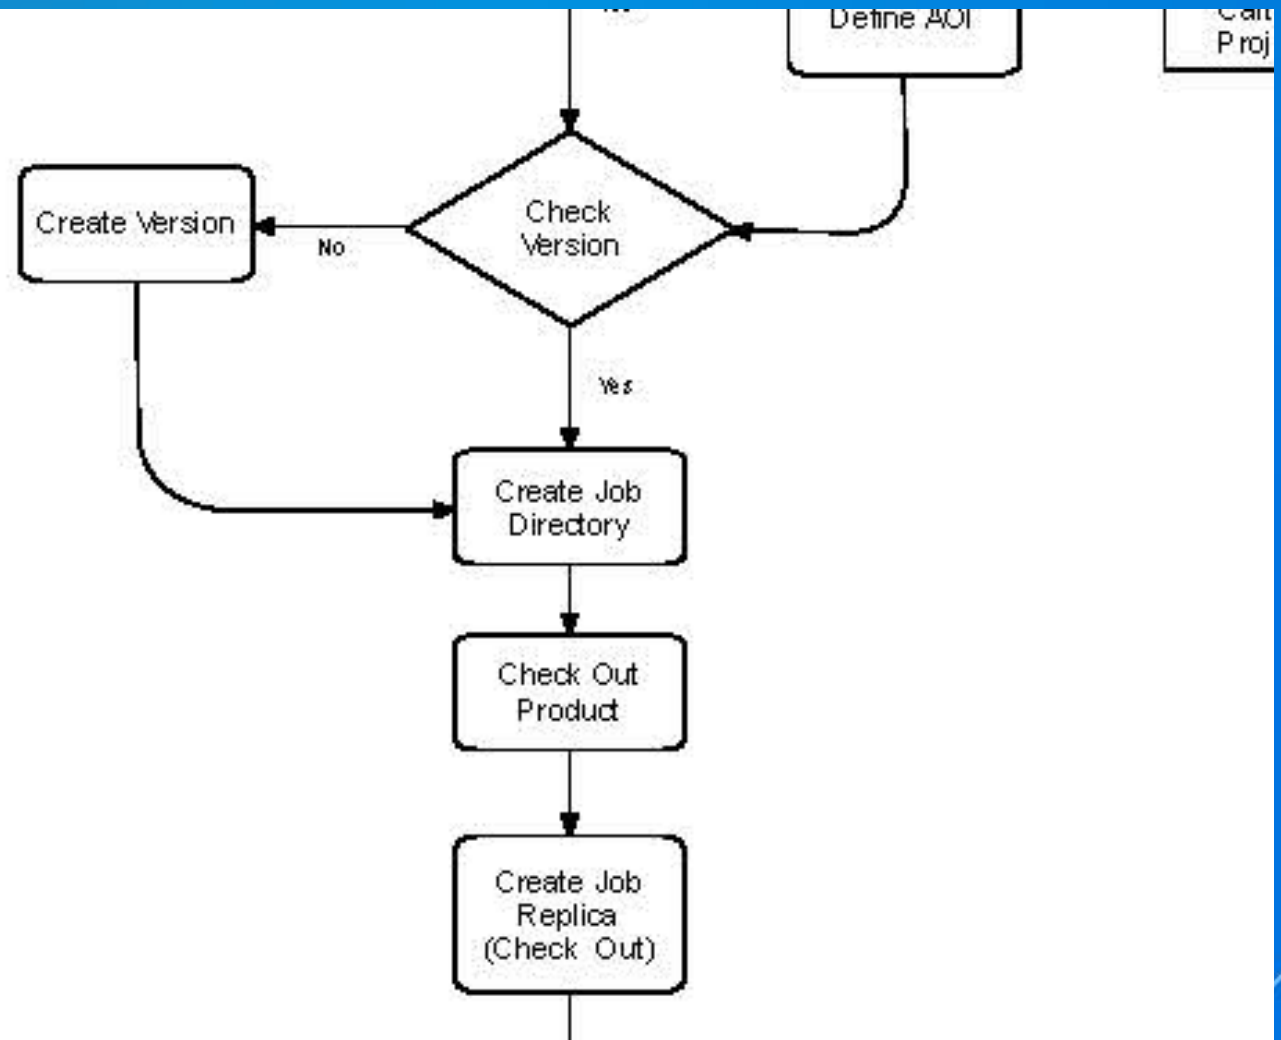 Define AOI
Proj
Check
Version
Create Version
No
Yes
Create Job
Directory
Check Out
Product
Create Job
Replica
(Check Out)